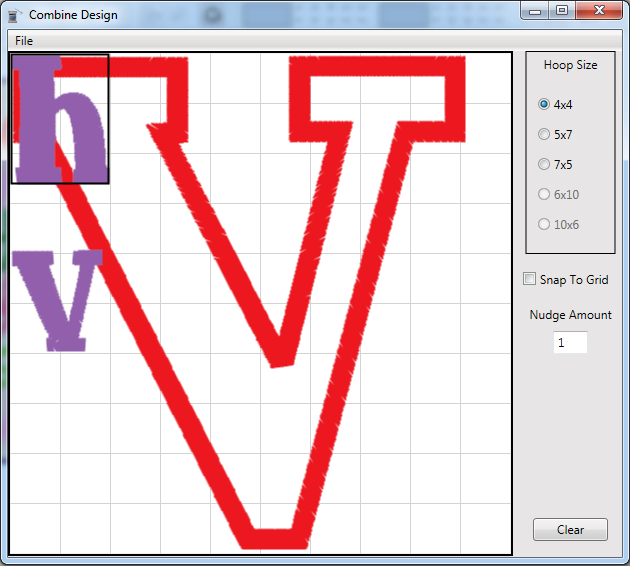 Combine Design
File
h
V
v
Hoop Size
4x4
5x7
7x5
6x10
10x6
Snap To Grid
Nudge Amount
1
Clear